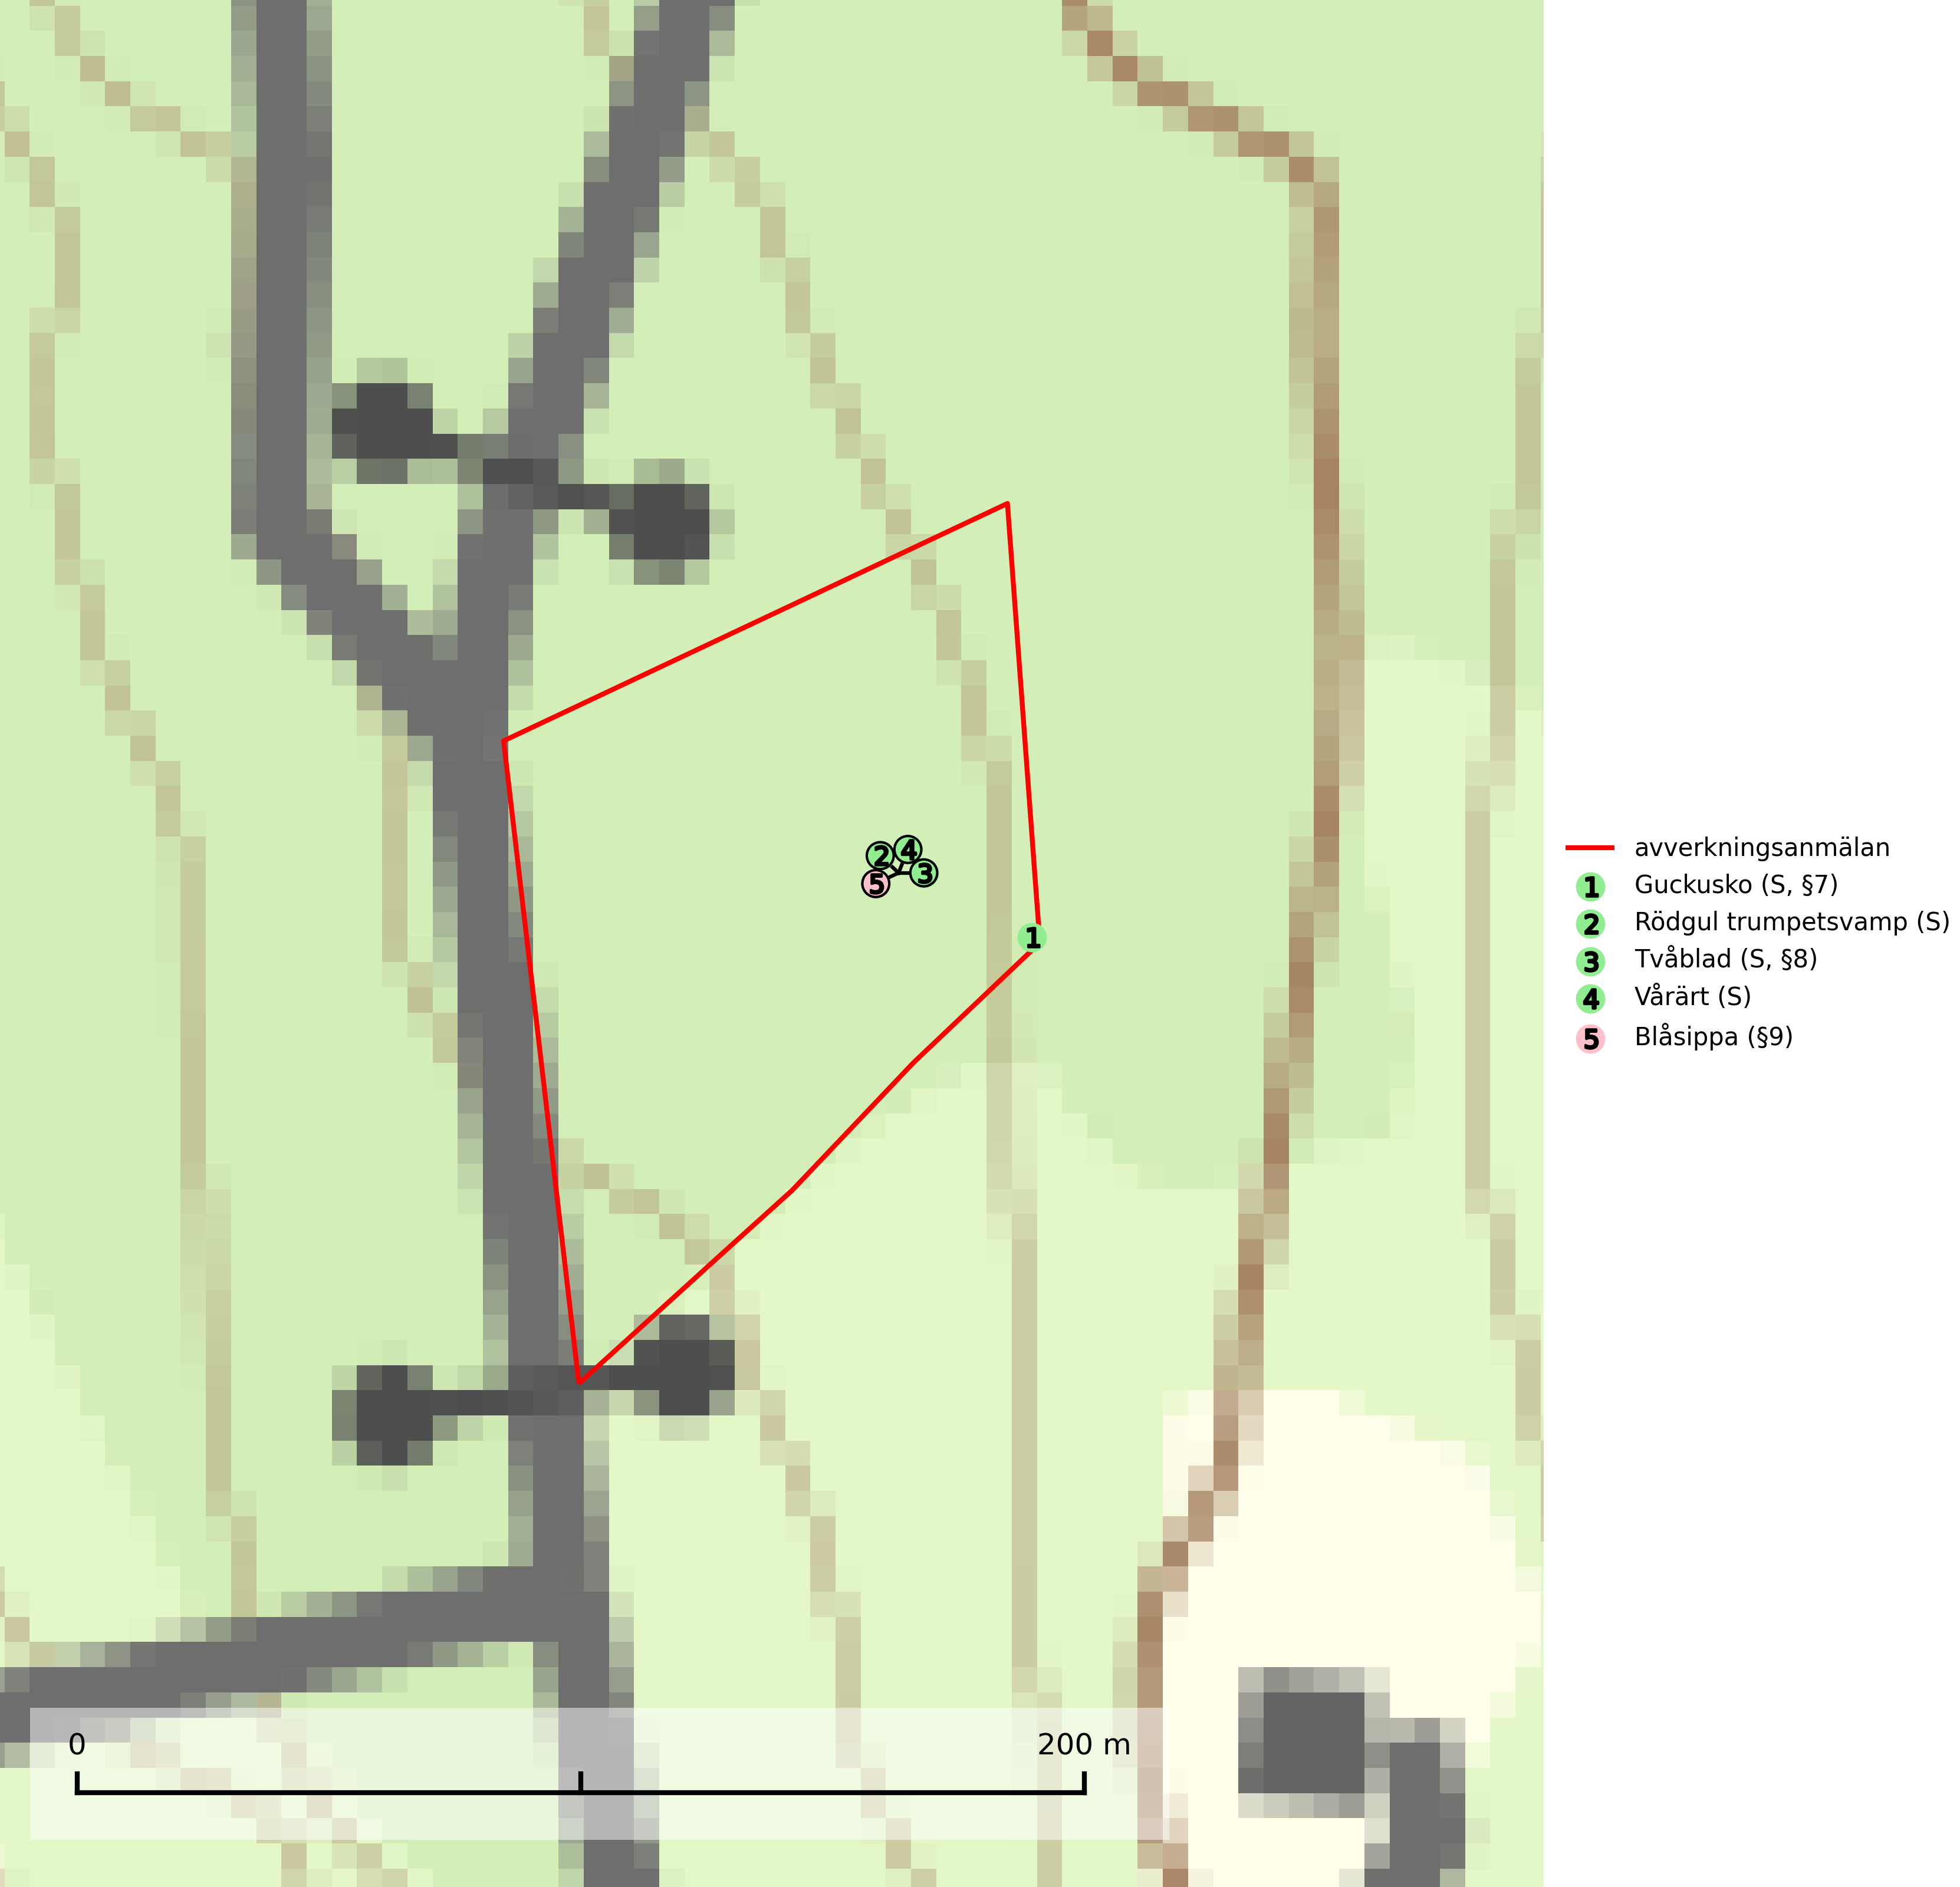 2
4
3
5
1
avverkningsanmälan
1 Guckusko (S, §7)
2 Rödgul trumpetsvamp (S)
3 Tvåblad (S, §8)
4 Vårärt (S)
5 Blåsippa (§9)
0 200 m